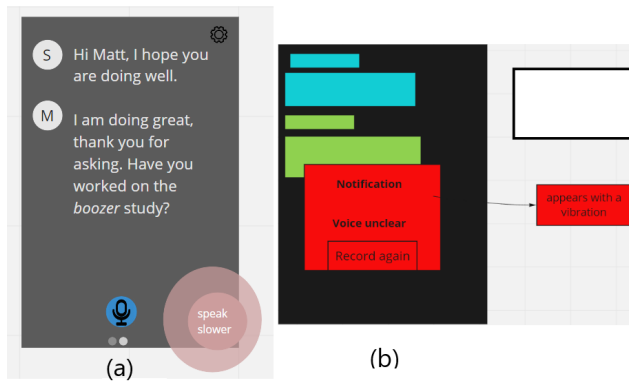 S
Hi Matt, I hope you
are doing well.
M
I am doing great,
thank you for
asking. Have you
worked on the
boozer study?
speak
slower
(a)
Notification
Voice unclear
Record again
appears with a
vibration
(b)